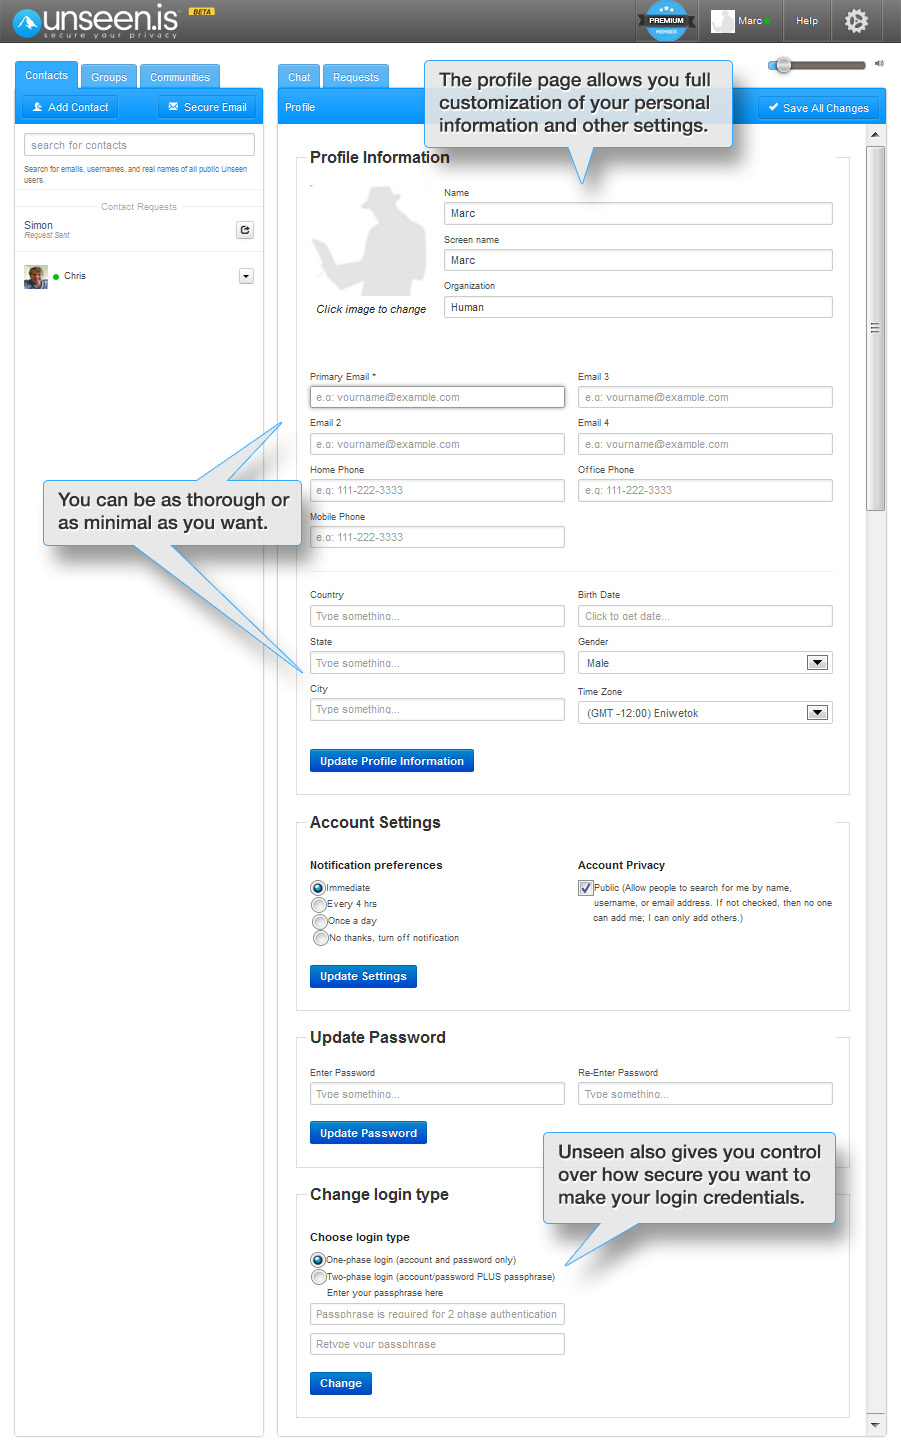 unseen.is BETA
secure your privacy
PREMIUM
MEMBER
Marc
Help
Contacts
Groups
Communities
Add Contact
Secure Email
search for contacts
Search for emails, usernames, and real names of all public Unseen
users.
Contact Requests
Simon
Request Sent
Chris
Chat
Requests
Profile
Save All Changes
The profile page allows you full
customization of your personal
information and other settings.
Profile Information
Click image to change
Name
Marc
Screen name
Marc
Organization
Human
Primary Email *
e.g: yourname@example.com
Email 3
e.g: yourname@example.com
Email 2
e.g: yourname@example.com
Email 4
e.g: yourname@example.com
Home Phone
e.g: 111-222-3333
Office Phone
e.g: 111-222-3333
Mobile Phone
e.g: 111-222-3333
You can be as thorough or
as minimal as you want.
Country
Type something...
Birth Date
Click to get date...
State
Type something...
Gender
Male
City
Type something...
Time Zone
(GMT -12:00) Eniwetok
Update Profile Information
Account Settings
Notification preferences
Immediate
Every 4 hrs
Once a day
No thanks, turn off notification
Account Privacy
Public (Allow people to search for me by name,
username, or email address. If not checked, then no one
can add me; I can only add others.)
Update Settings
Update Password
Enter Password
Type something...
Re-Enter Password
Type something...
Update Password
Unseen also gives you control
over how secure you want to
make your login credentials.
Change login type
Choose login type
One-phase login (account and password only)
Two-phase login (account/password PLUS passphrase)
Enter your passphrase here
Passphrase is required for 2 phase authentication
Retype your passphrase
Change